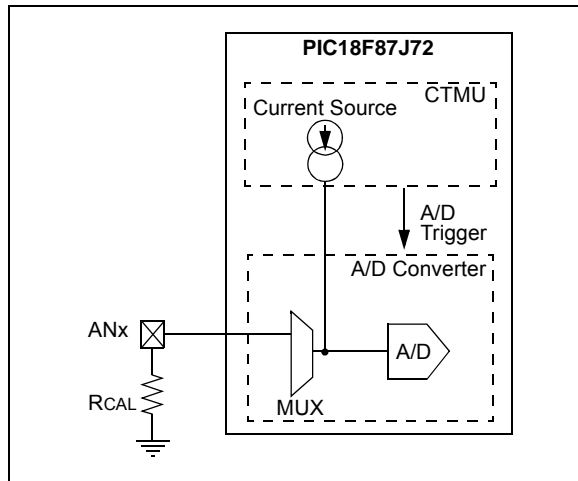 PIC18F87J72
CTMU
Current Source
A/D
Trigger
A/D Converter
ANx
A/D
RCAL
MUX